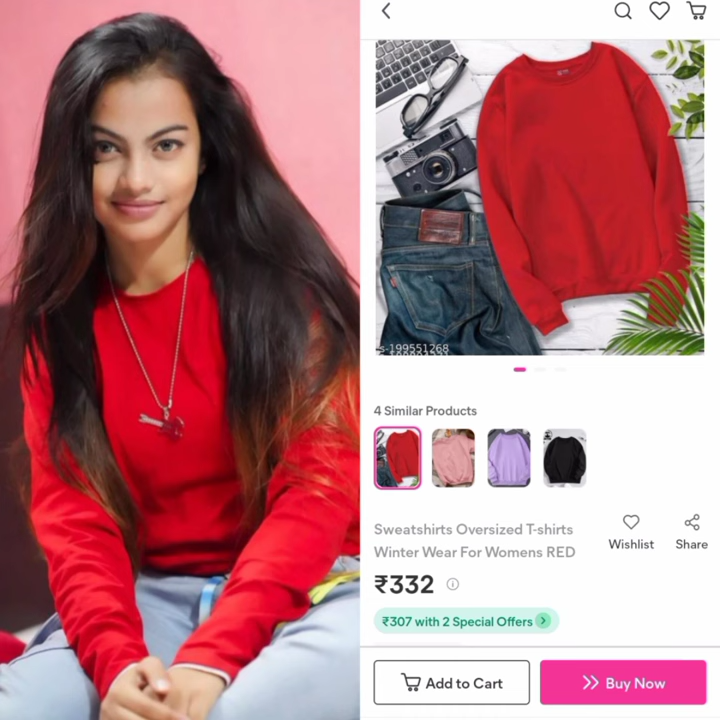 s-199551268
4 Similar Products
Sweatshirts Oversized T-shirts
Winter Wear For Womens RED
Wishlist
Share
₹332
₹307 with 2 Special Offers
Add to Cart
Buy Now